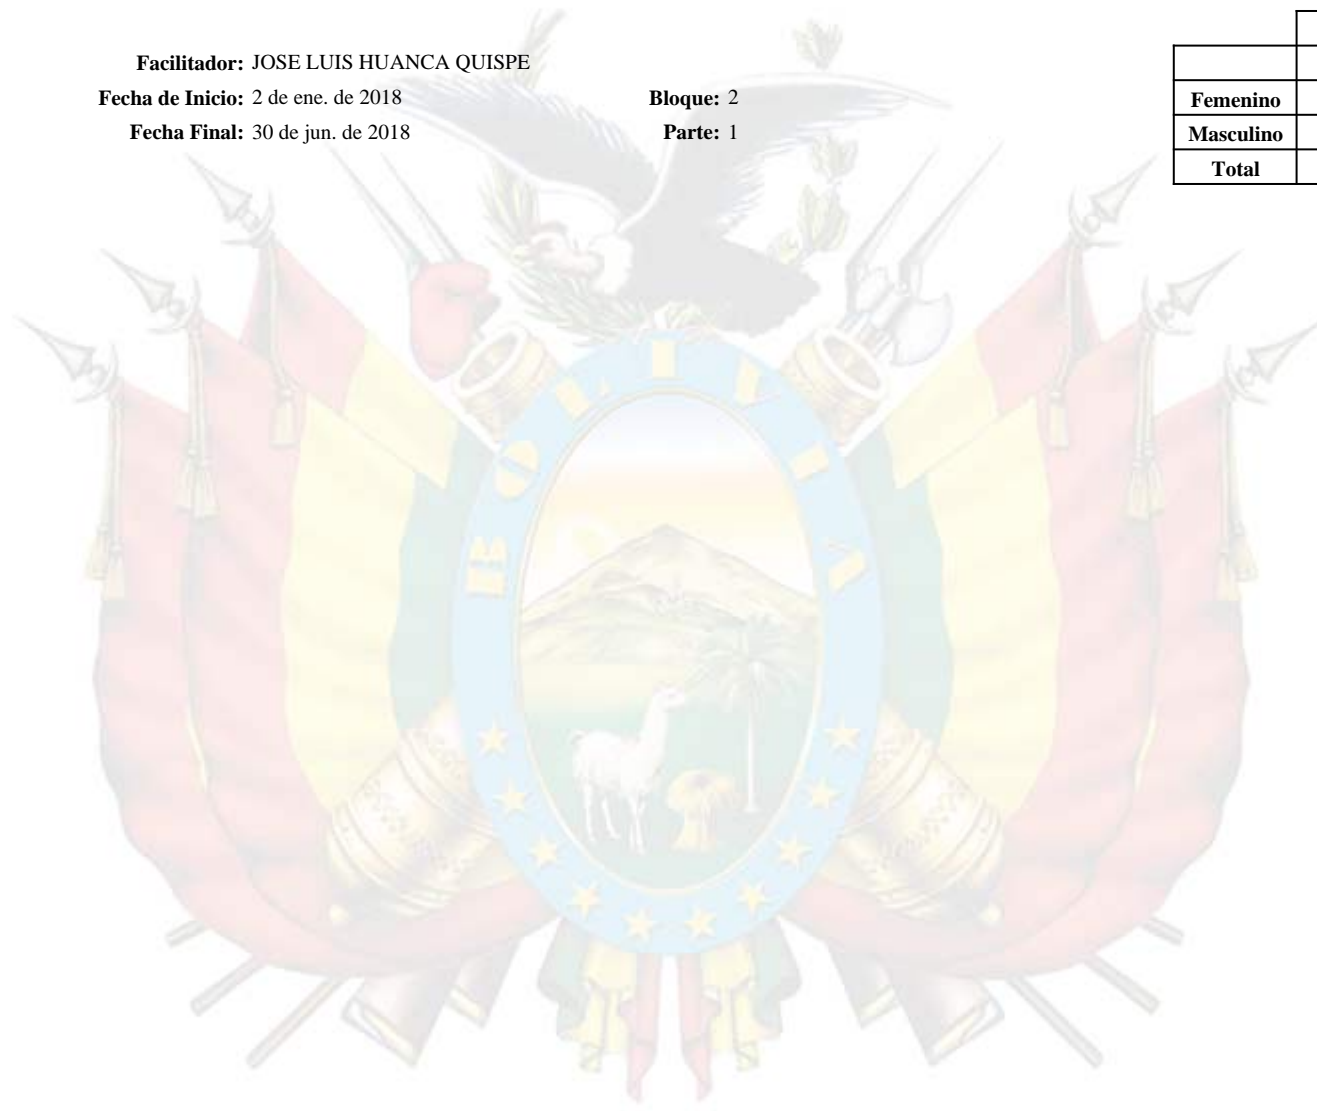 Facilitador: JOSE LUIS HUANCA QUISPE
Fecha de Inicio: 2 de ene. de 2018 Bloque: 2
Fecha Final: 30 de jun. de 2018 Parte: 1
Femenino
Masculino
Total
BOLIVIA